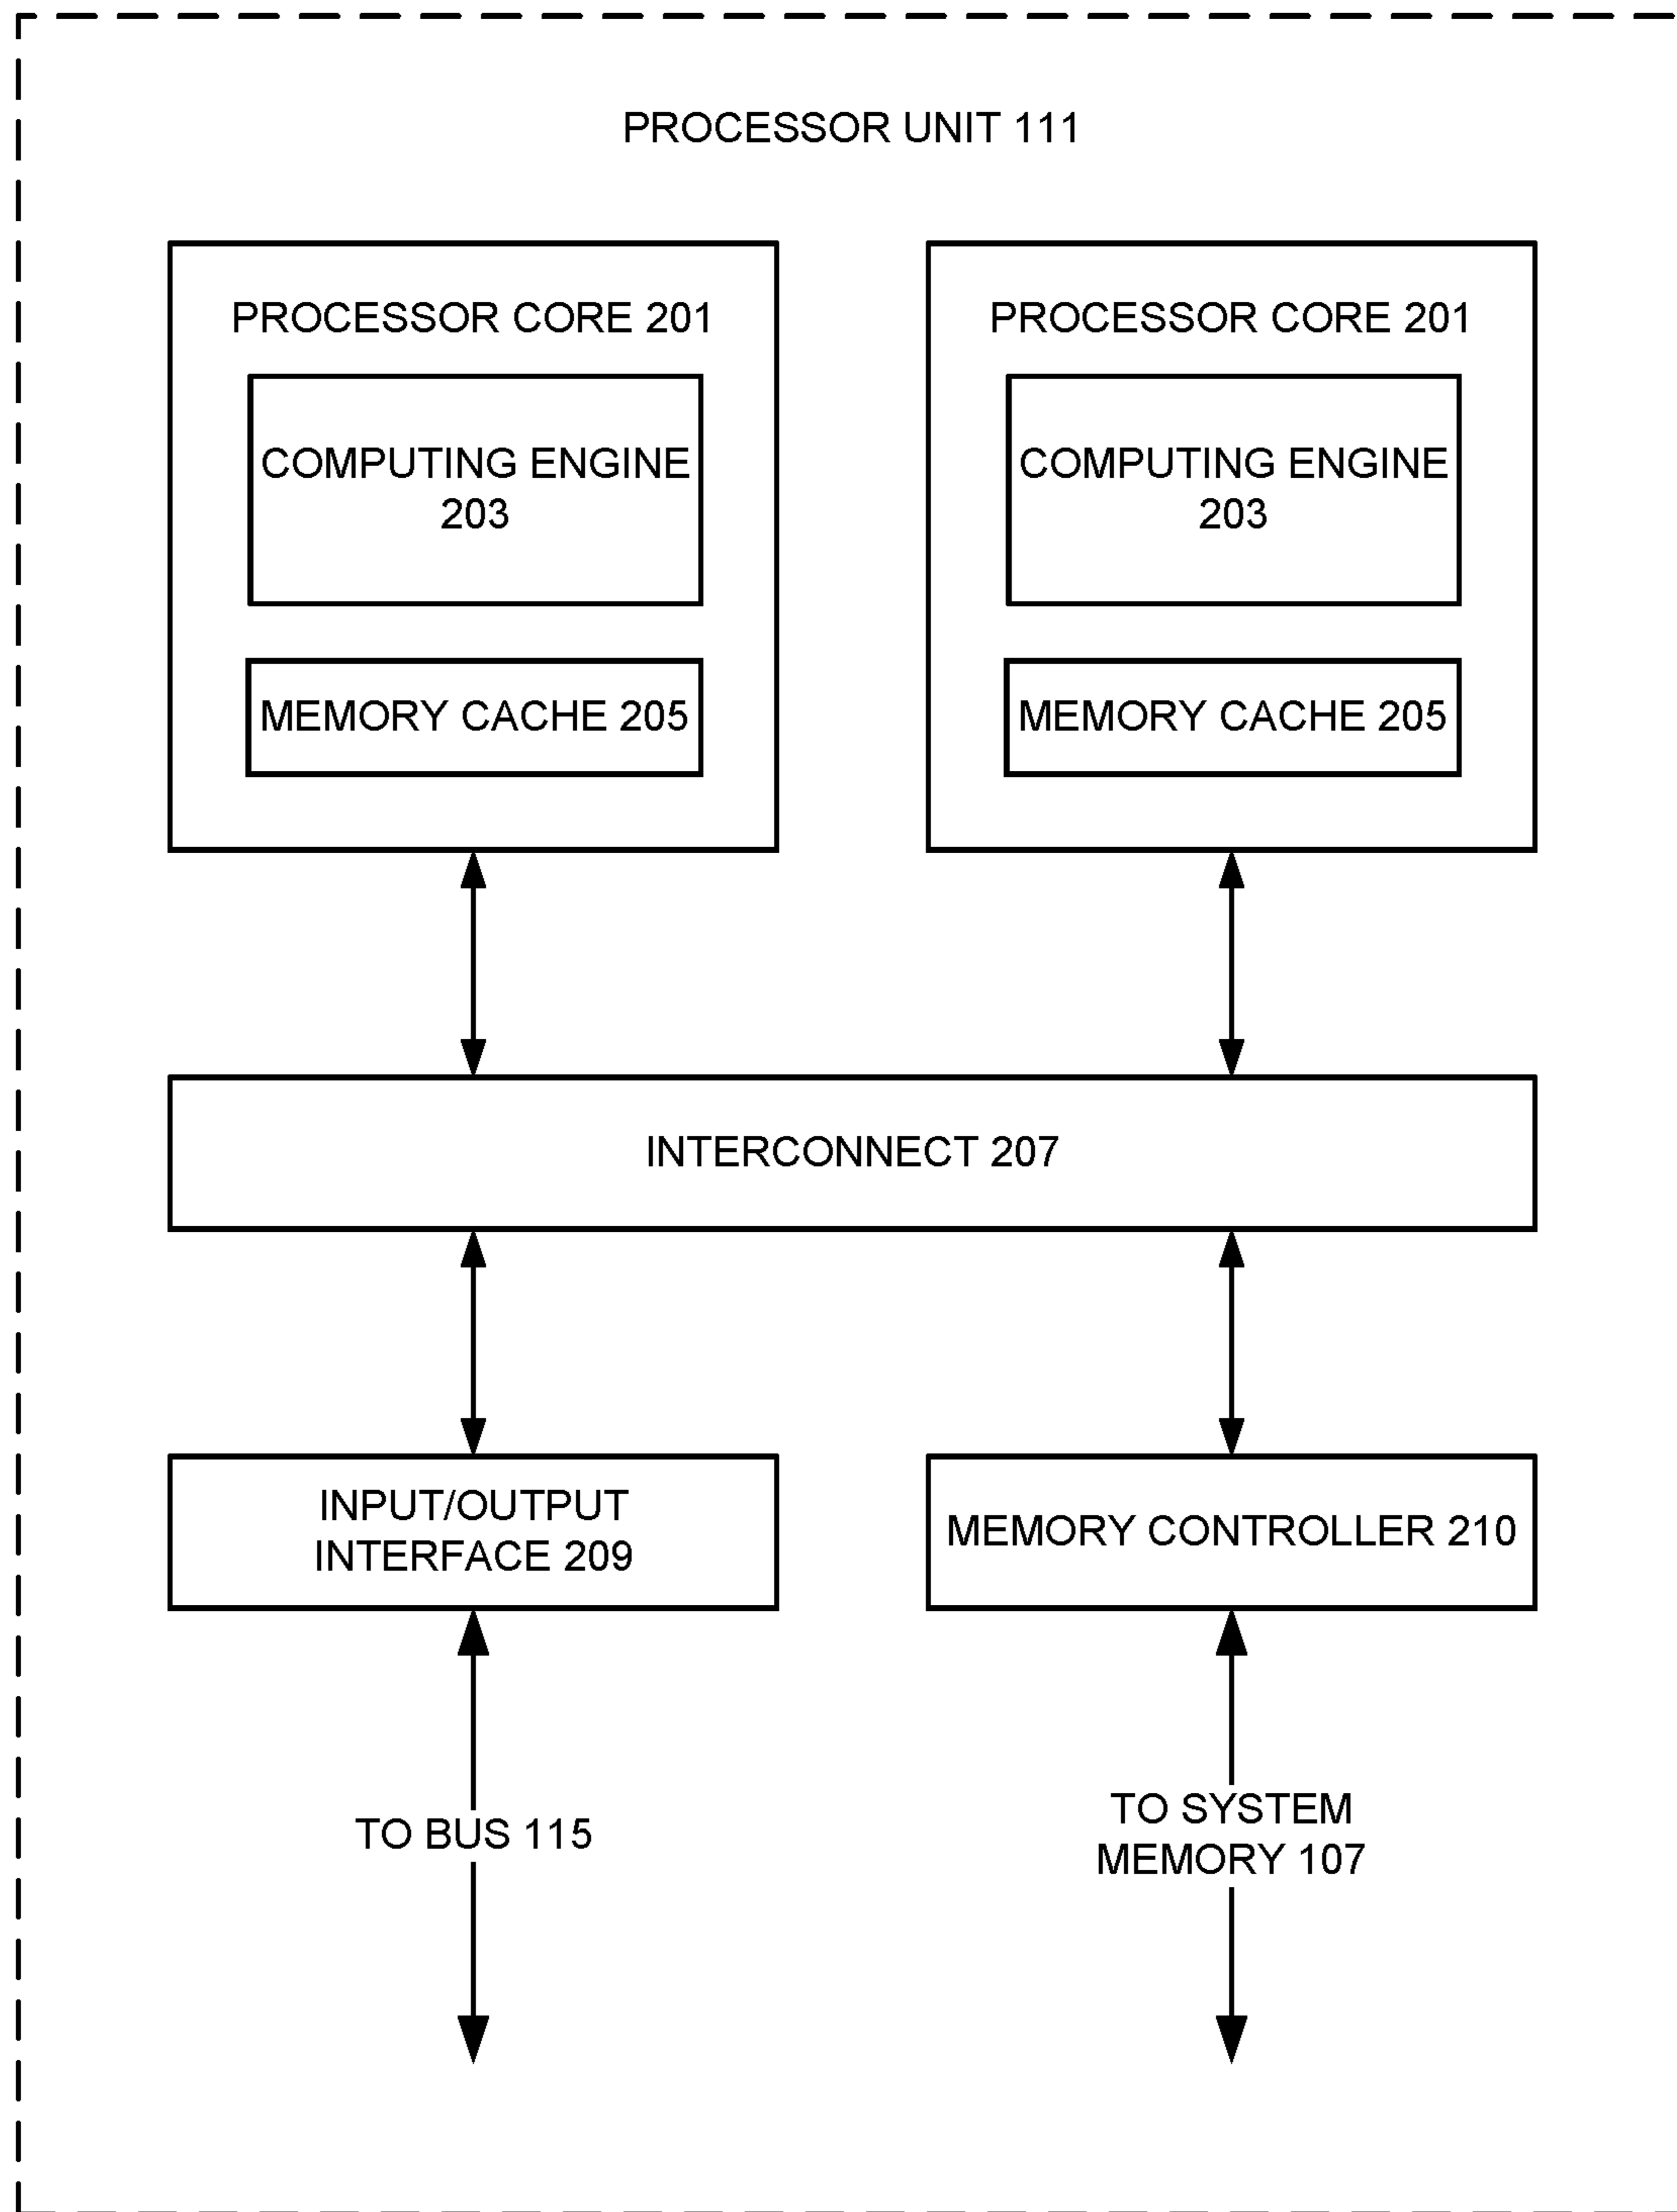 PROCESSOR UNIT 111
PROCESSOR CORE 201
COMPUTING ENGINE
203
MEMORY CACHE 205
PROCESSOR CORE 201
COMPUTING ENGINE
203
MEMORY CACHE 205
INTERCONNECT 207
INPUT/OUTPUT
INTERFACE 209
MEMORY CONTROLLER 210
TO BUS 115
TO SYSTEM
MEMORY 107